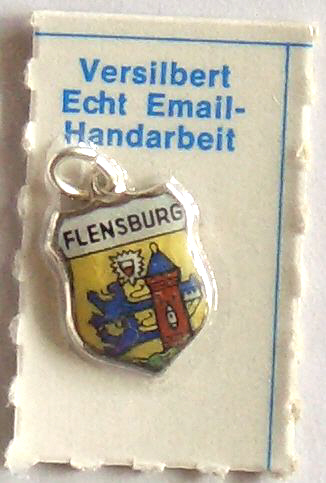 Versilbert
Echt Email-
Handarbeit
FLENSBURG